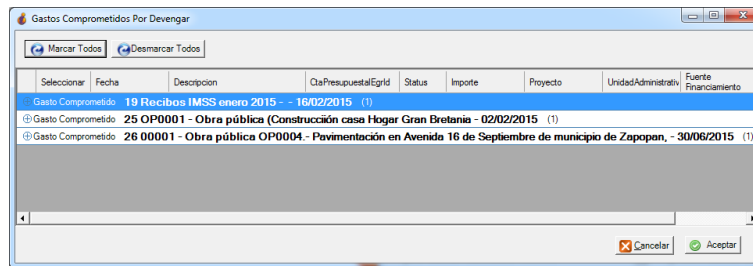 Gastos Comprometidos Por Devengar
Marcar Todos Desmarcar Todos
Seleccionar Fecha Descripcion CtaPresupuestalEgrId Status Importe Proyecto UnidadAdministrativ Fuente Financiamiento
Gasto Comprometido 19 Recibos IMSS enero 2015 - - 16/02/2015 (1)
Gasto Comprometido 25 OP0001 - Obra pública (Construcciión casa Hogar Gran Bretania - 02/02/2015 (1)
Gasto Comprometido 26 00001 - Obra pública OP0004.- Pavimentación en Avenida 16 de Septiembre de municipio de Zapopan, - 30/06/2015 (1)
Cancelar Aceptar